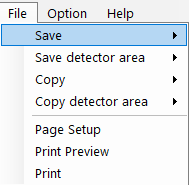 File Option Help
Save
Save detector area
Copy
Copy detector area
Page Setup
Print Preview
Print